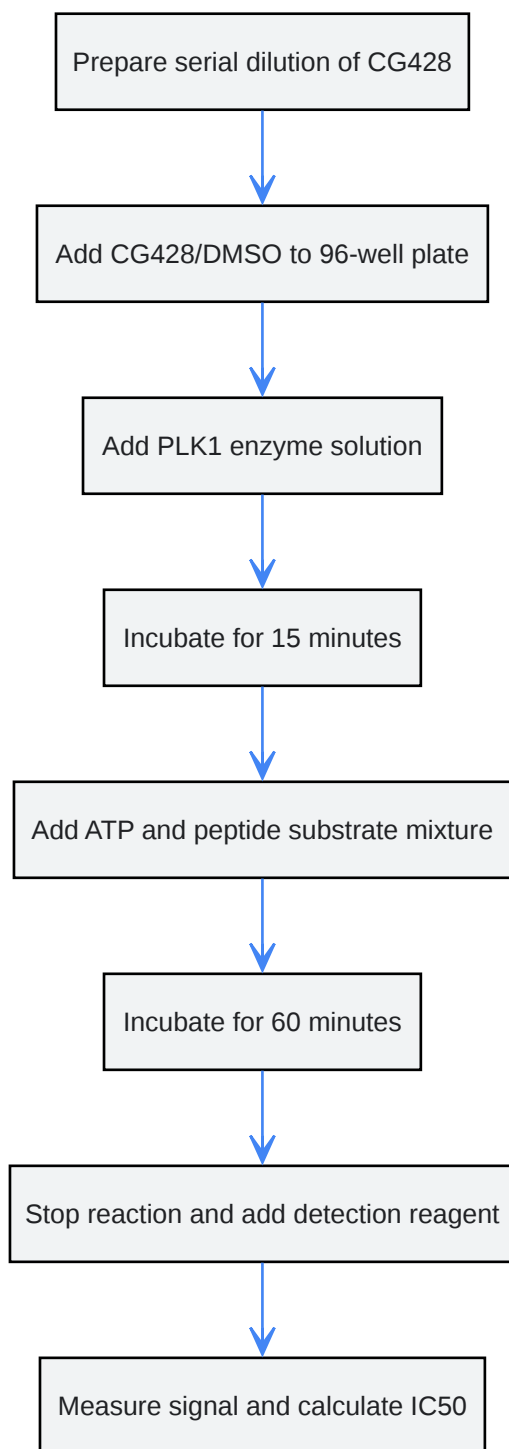 Prepare serial dilution of CG428
Add CG428/DMSO to 96-well plate
Add PLK1 enzyme solution
Incubate for 15 minutes
Add ATP and peptide substrate mixture
Incubate for 60 minutes
Stop reaction and add detection reagent
Measure signal and calculate IC50